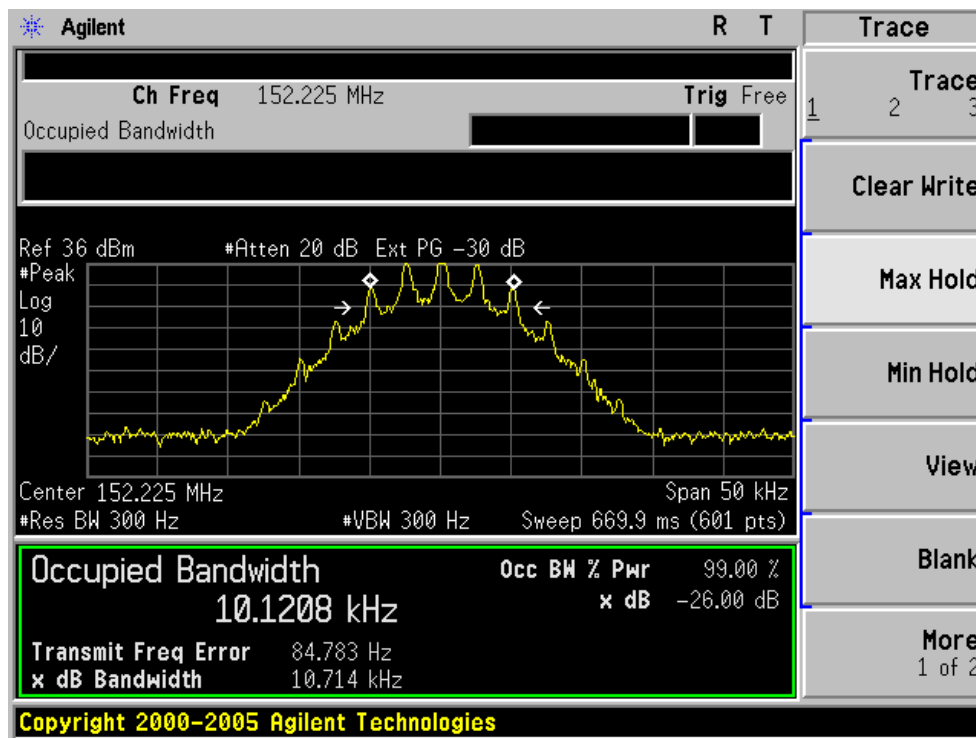 Agilent R T Trace
Ch Freq 152.225 MHz Trig Free
Occupied Bandwidth
Trace
1 2 3
Clear Write
Max Hold
Min Hold
View
Blank
More
1 of 2
Ref 36 dBm #Atten 20 dB Ext PG -30 dB
#Peak
Log
10
dB/
Center 152.225 MHz Span 50 kHz
#Res BW 300 Hz #VBW 300 Hz Sweep 669.9 ms (601 pts)
Occupied Bandwidth
10.1208 kHz
Occ BW % Pwr 99.00 %
x dB -26.00 dB
Transmit Freq Error 84.783 Hz
x dB Bandwidth 10.714 kHz
Copyright 2000-2005 Agilent Technologies